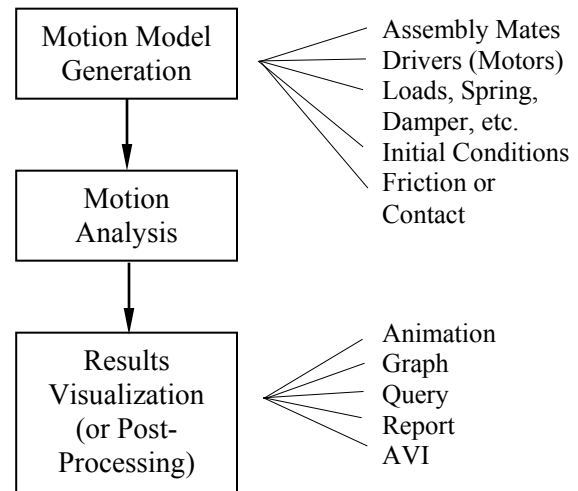 Motion Model
Generation
Assembly Mates
Drivers (Motors)
Loads, Spring,
Damper, etc.
Initial Conditions
Friction or
Contact
Motion
Analysis
Results
Visualization
(or Post-
Processing)
Animation
Graph
Query
Report
AVI